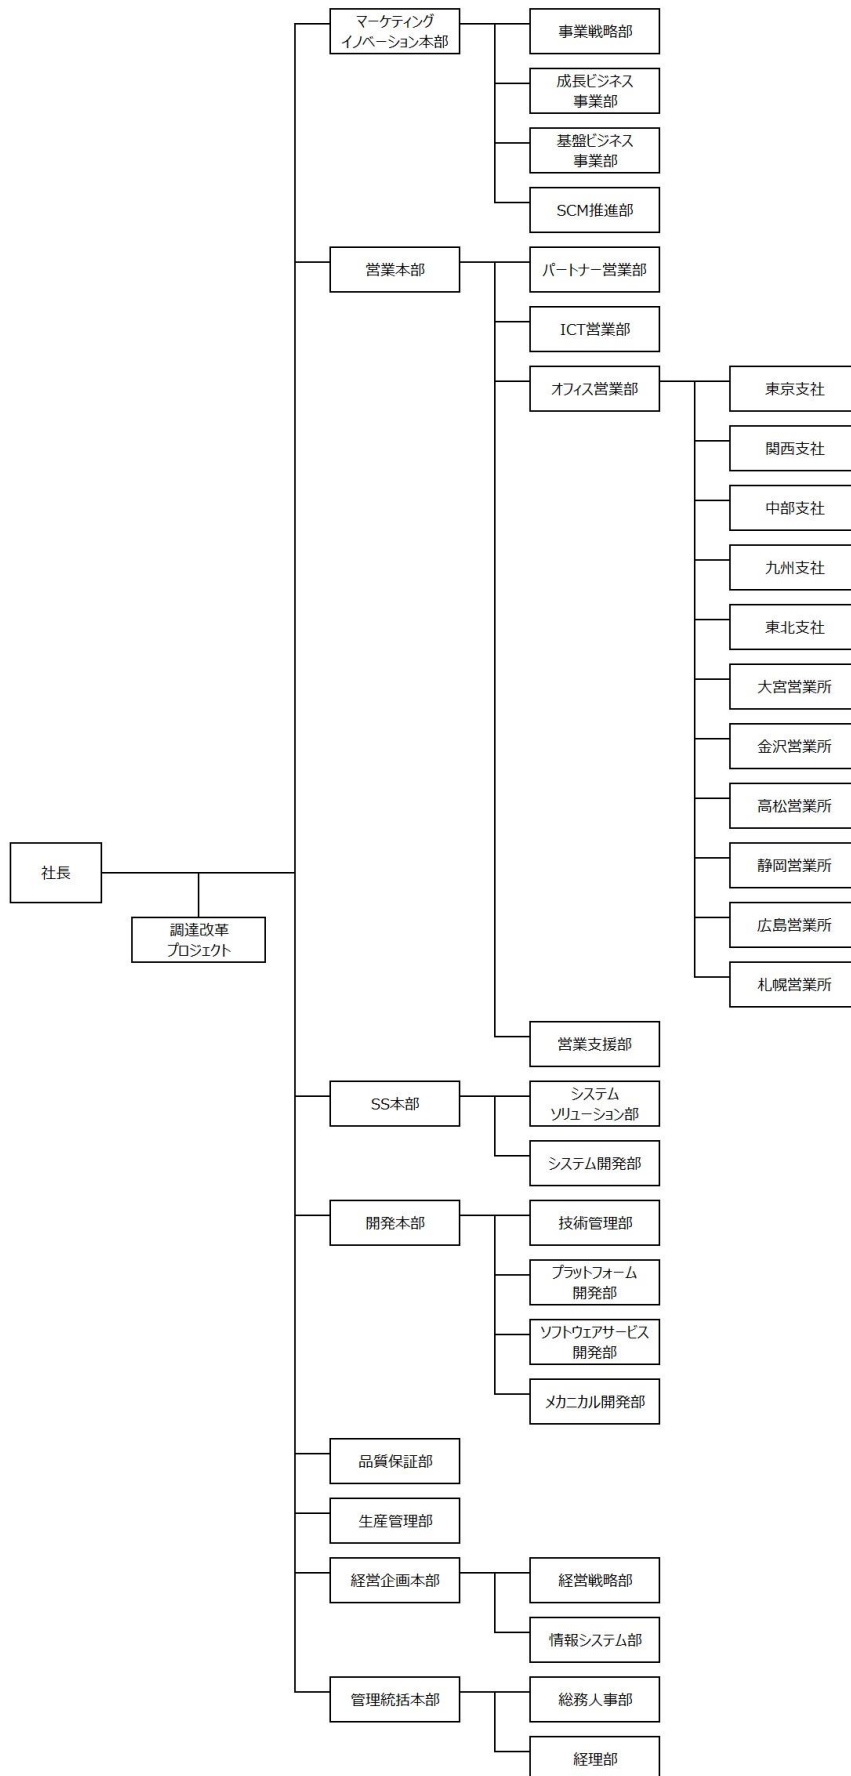 マーケティング
イノベーション本部
事業戦略部
成長ビジネス
事業部
基盤ビジネス
事業部
SCM推進部
営業本部
パートナー営業部
ICT営業部
オフィス営業部
東京支社
関西支社
中部支社
九州支社
東北支社
大宮営業所
金沢営業所
高松営業所
静岡営業所
広島営業所
札幌営業所
社長
調達改革
プロジェクト
営業支援部
SS本部
システム
ソリューション部
システム開発部
開発本部
技術管理部
プラットフォーム
開発部
ソフトウェアサービス
開発部
メカニカル開発部
品質保証部
生産管理部
経営企画本部
経営戦略部
情報システム部
管理統括本部
総務人事部
経理部